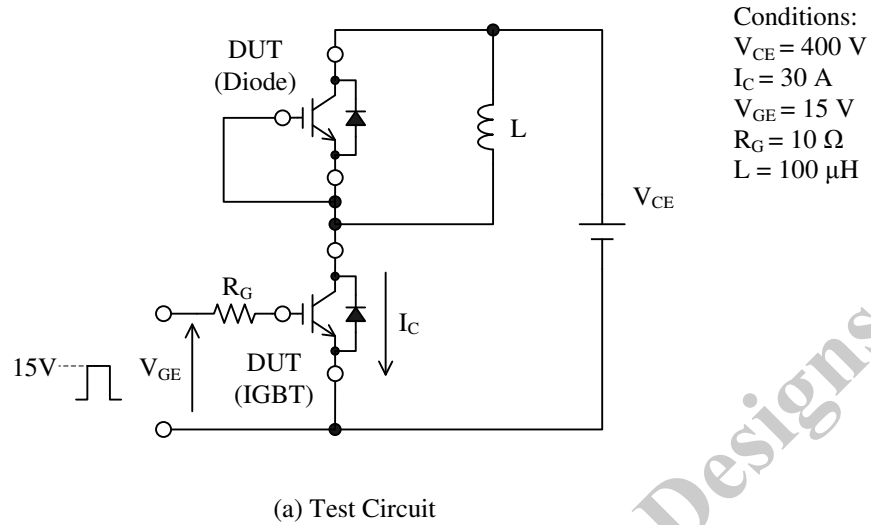 Conditions:
V_CE = 400 V
I_C = 30 A
V_GE = 15 V
R_G = 10 Ω
L = 100 μH
DUT
(Diode)
L
V_CE
R_G
I_C
15V
V_GE
DUT
(IGBT)
(a) Test Circuit
Designs